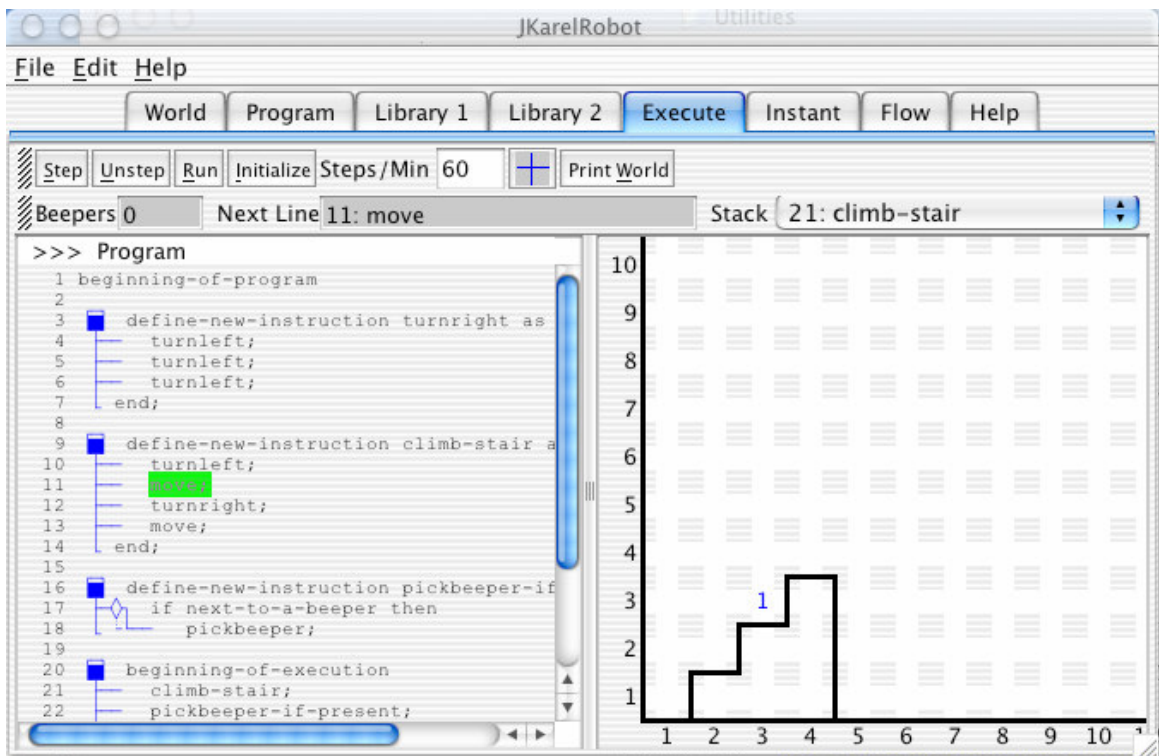 Utilities
JKarelRobot
File Edit Help
World Program Library 1 Library 2 Execute Instant Flow Help
Step Unstep Run Initialize Steps/Min 60 Print World
Beepers 0 Next Line 11: move Stack 21: climb-stair
>>> Program
1 beginning-of-program
2
3 define-new-instruction turnright as
4 turnleft;
5 turnleft;
6 turnleft;
7 end;
8
9 define-new-instruction climb-stair a
10 turnleft;
11 move;
12 turnright;
13 move;
14 end;
15
16 define-new-instruction pickbeeper-if
17 if next-to-a-beeper then
18 pickbeeper;
19
20 beginning-of-execution
21 climb-stair;
22 pickbeeper-if-present;
10
9
8
7
6
5
4
3 1
2
1
1 2 3 4 5 6 7 8 9 10